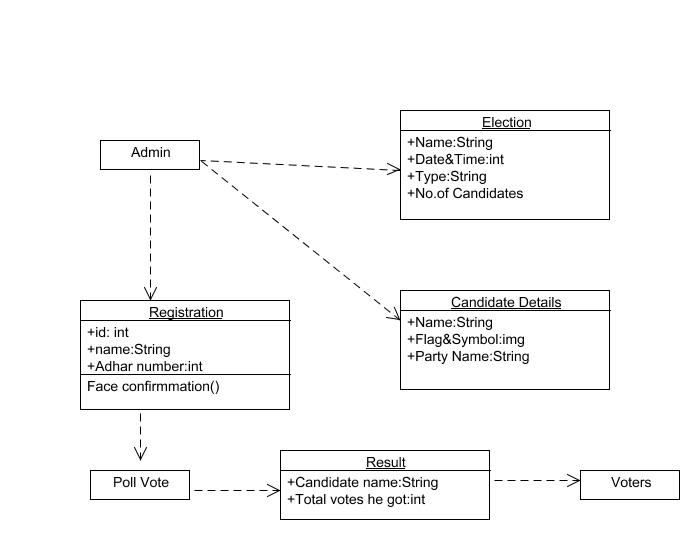 Election
+Name:String
+Date&Time:int
+Type:String
+No.of Candidates
Admin
Candidate Details
+Name:String
+Flag&Symbol:img
+Party Name:String
Registration
+id: int
+name:String
+Adhar number:int
Face confirmmation()
Poll Vote
Result
+Candidate name:String
+Total votes he got:int
Voters